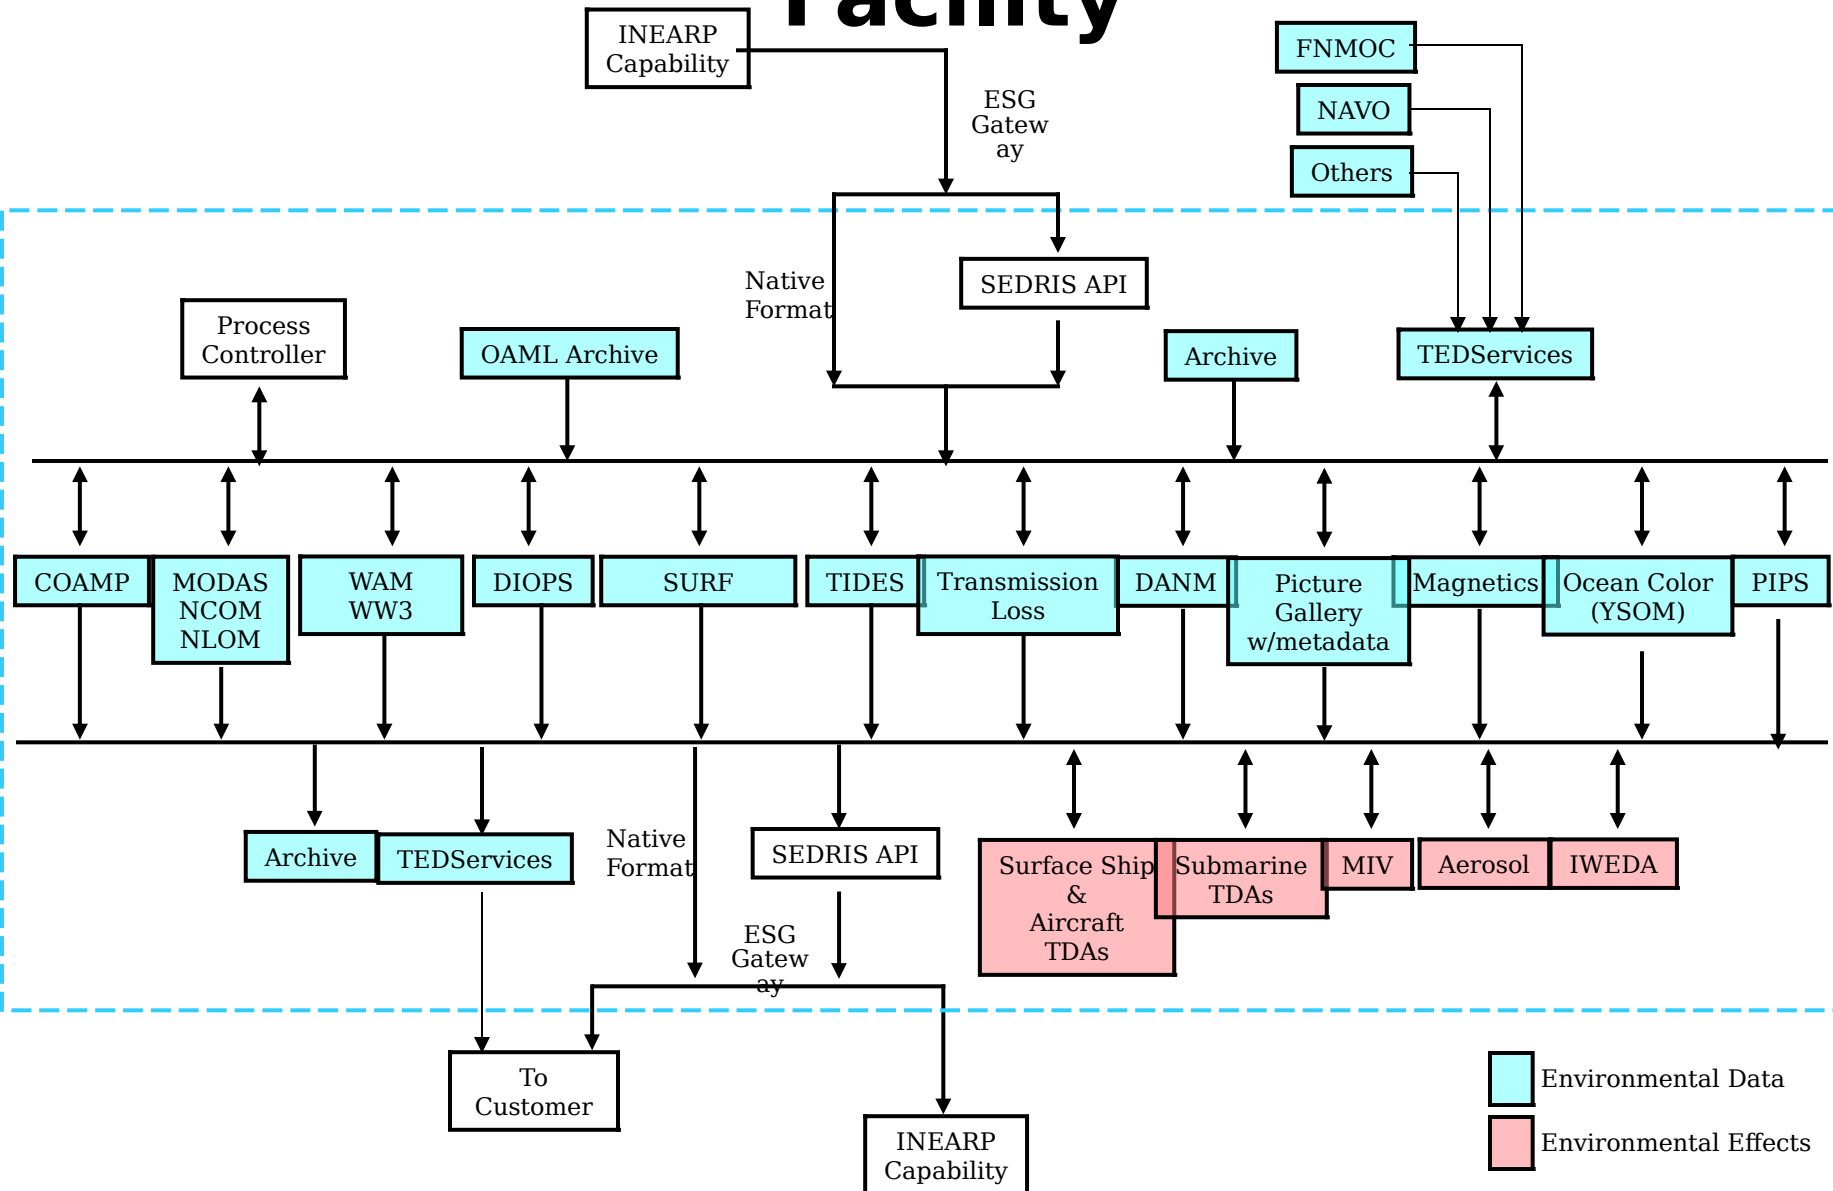 Facility
INEARP
Capability
FNMOC
NAVO
Others
ESG
Gatew
ay
Native
Format
SEDRIS API
Process
Controller
OAML Archive
Archive
TEDServices
COAMP
MODAS
NCOM
NLOM
WAM
WW3
DIOPS
SURF
TIDES
Transmission
Loss
DANM
Picture
Gallery
w/metadata
Magnetics
Ocean Color
(YSOM)
PIPS
Archive
TEDServices
Native
Format
SEDRIS API
ESG
Gatew
ay
Surface Ship
&
Aircraft
TDAs
Submarine
TDAs
MIV
Aerosol
IWEDA
To
Customer
INEARP
Capability
Environmental Data
Environmental Effects